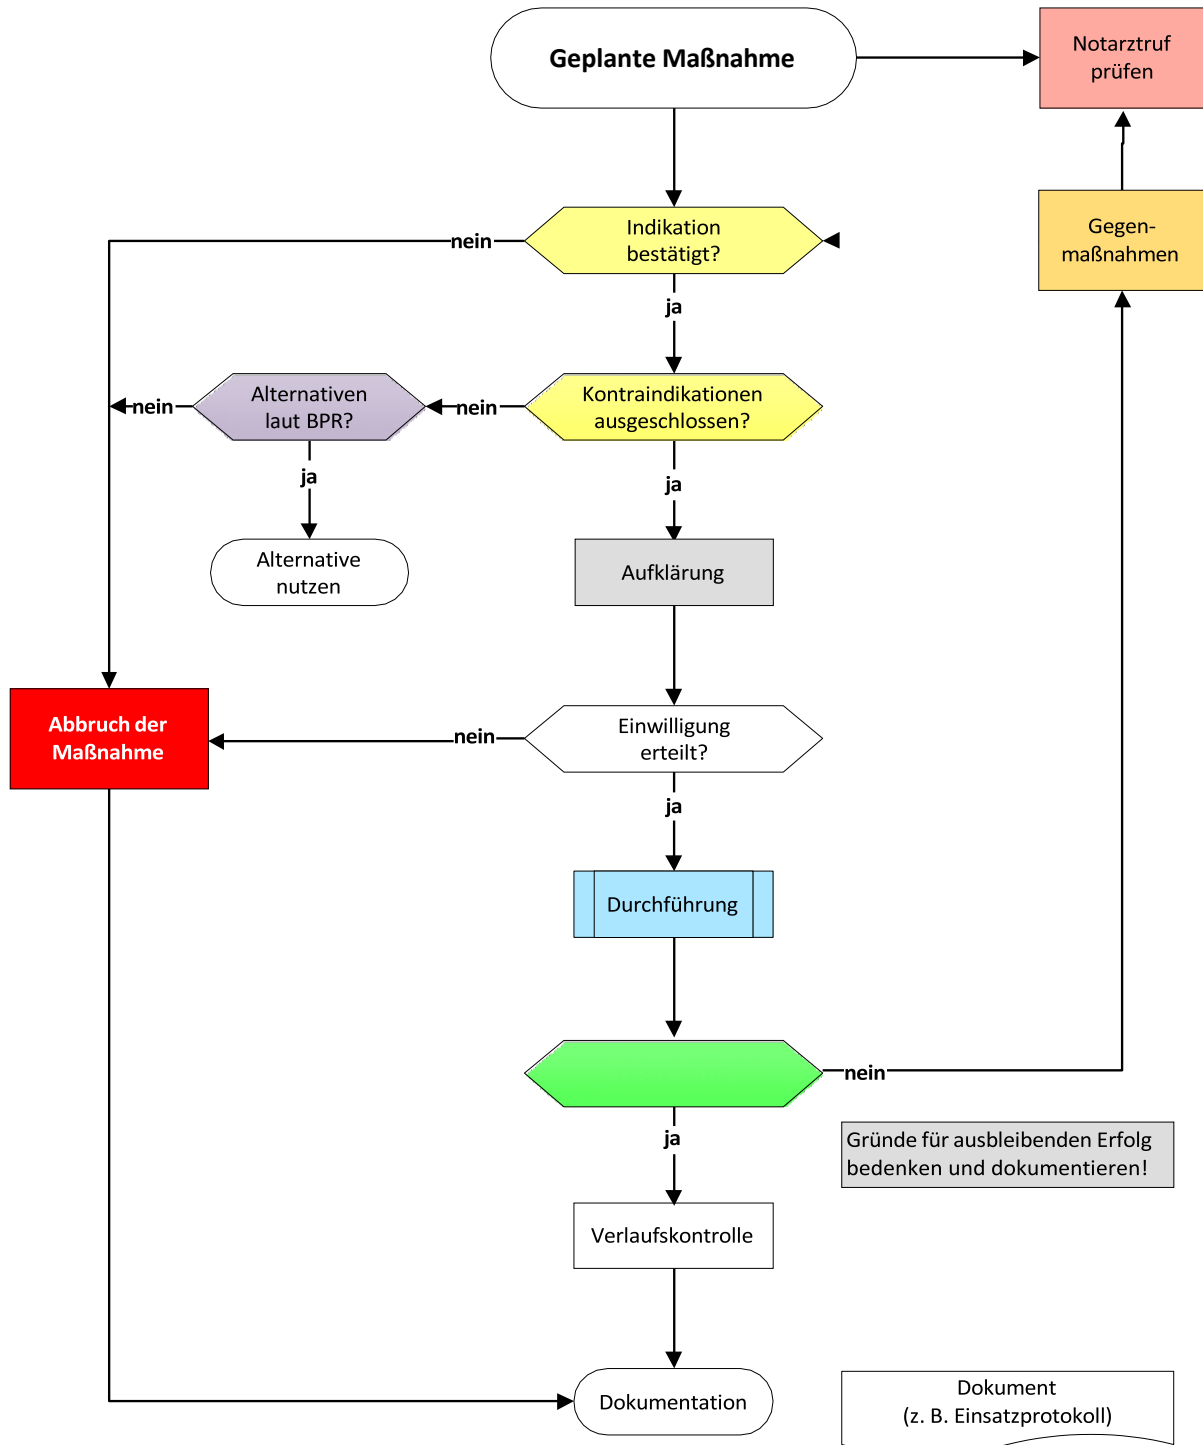 Geplante Maßnahme
Notarztruf
prüfen
Indikation
bestätigt?
nein
Gegen-
maßnahmen
ja
Alternativen
laut BPR?
nein
nein
Kontraindikationen
ausgeschlossen?
ja
ja
Alternative
nutzen
Aufklärung
Abbruch der
Maßnahme
nein
Einwilligung
erteilt?
ja
Durchführung
nein
ja
Gründe für ausbleibenden Erfolg
bedenken und dokumentieren!
Verlaufskontrolle
Dokumentation
Dokument
(z. B. Einsatzprotokoll)